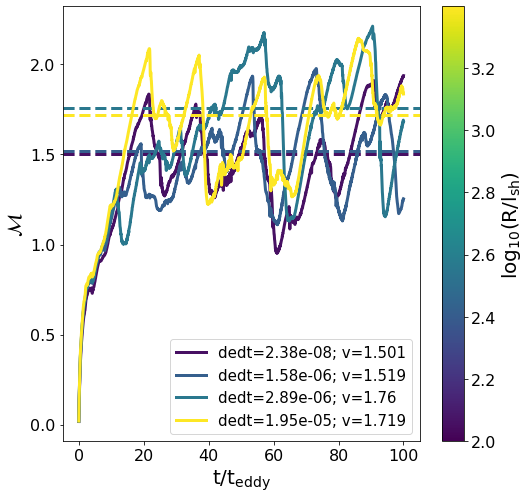 2.0
1.5
1.0
0.5
0.0
ℳ
0 20 40 60 80 100
t/t_eddy
dedt=2.38e-08; v=1.501
dedt=1.58e-06; v=1.519
dedt=2.89e-06; v=1.76
dedt=1.95e-05; v=1.719
3.2
3.0
2.8
2.6
2.4
2.2
2.0
log₁₀(R/l_sh)